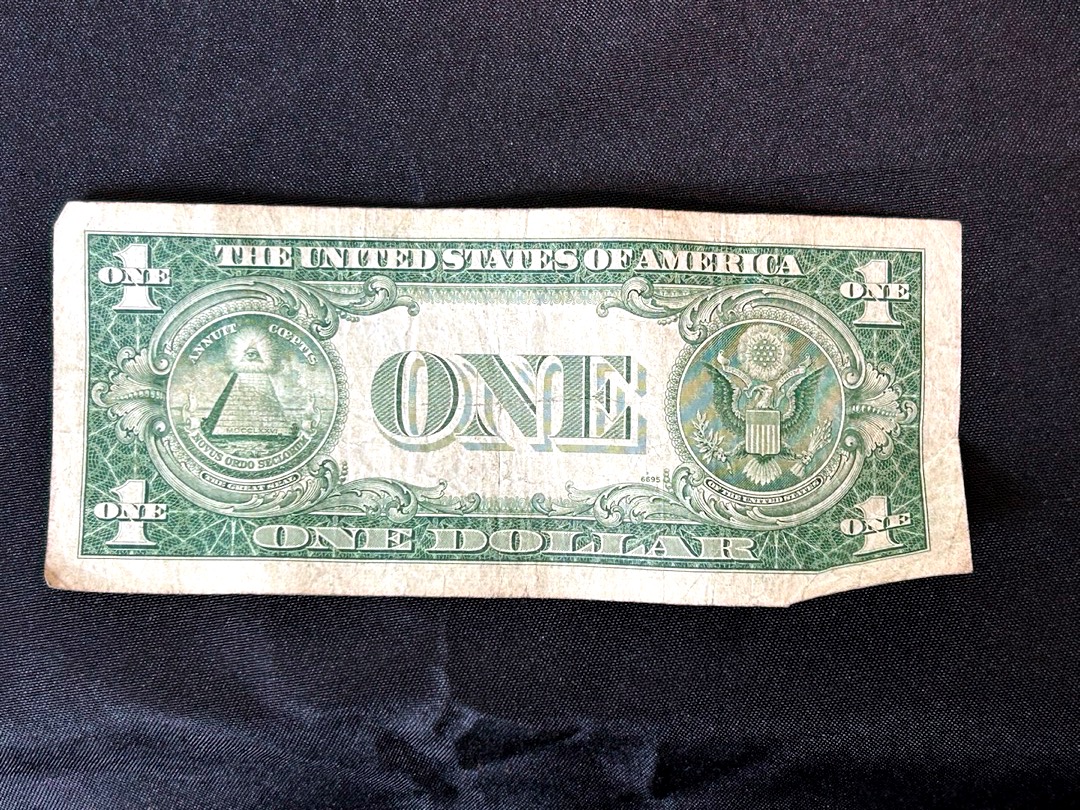 THE UNITED STATES OF AMERICA
1
ONE
1
ONE
ANNUIT CŒPTIS
MDCCLXXVI
NOVUS ORDO SECLORUM
THE GREAT SEAL
ONE
6695
OF THE UNITED STATES
1
ONE
1
ONE
ONE DOLLAR